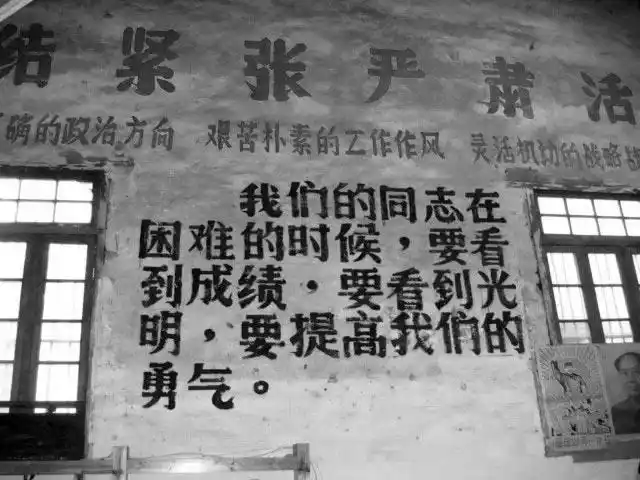 结紧张严肃活
确的政治方向 艰苦朴素的工作作风 灵活机动的战略
我们的同志在
困难的时候，要看
到成绩，要看到光
明，要提高我们的
勇气。